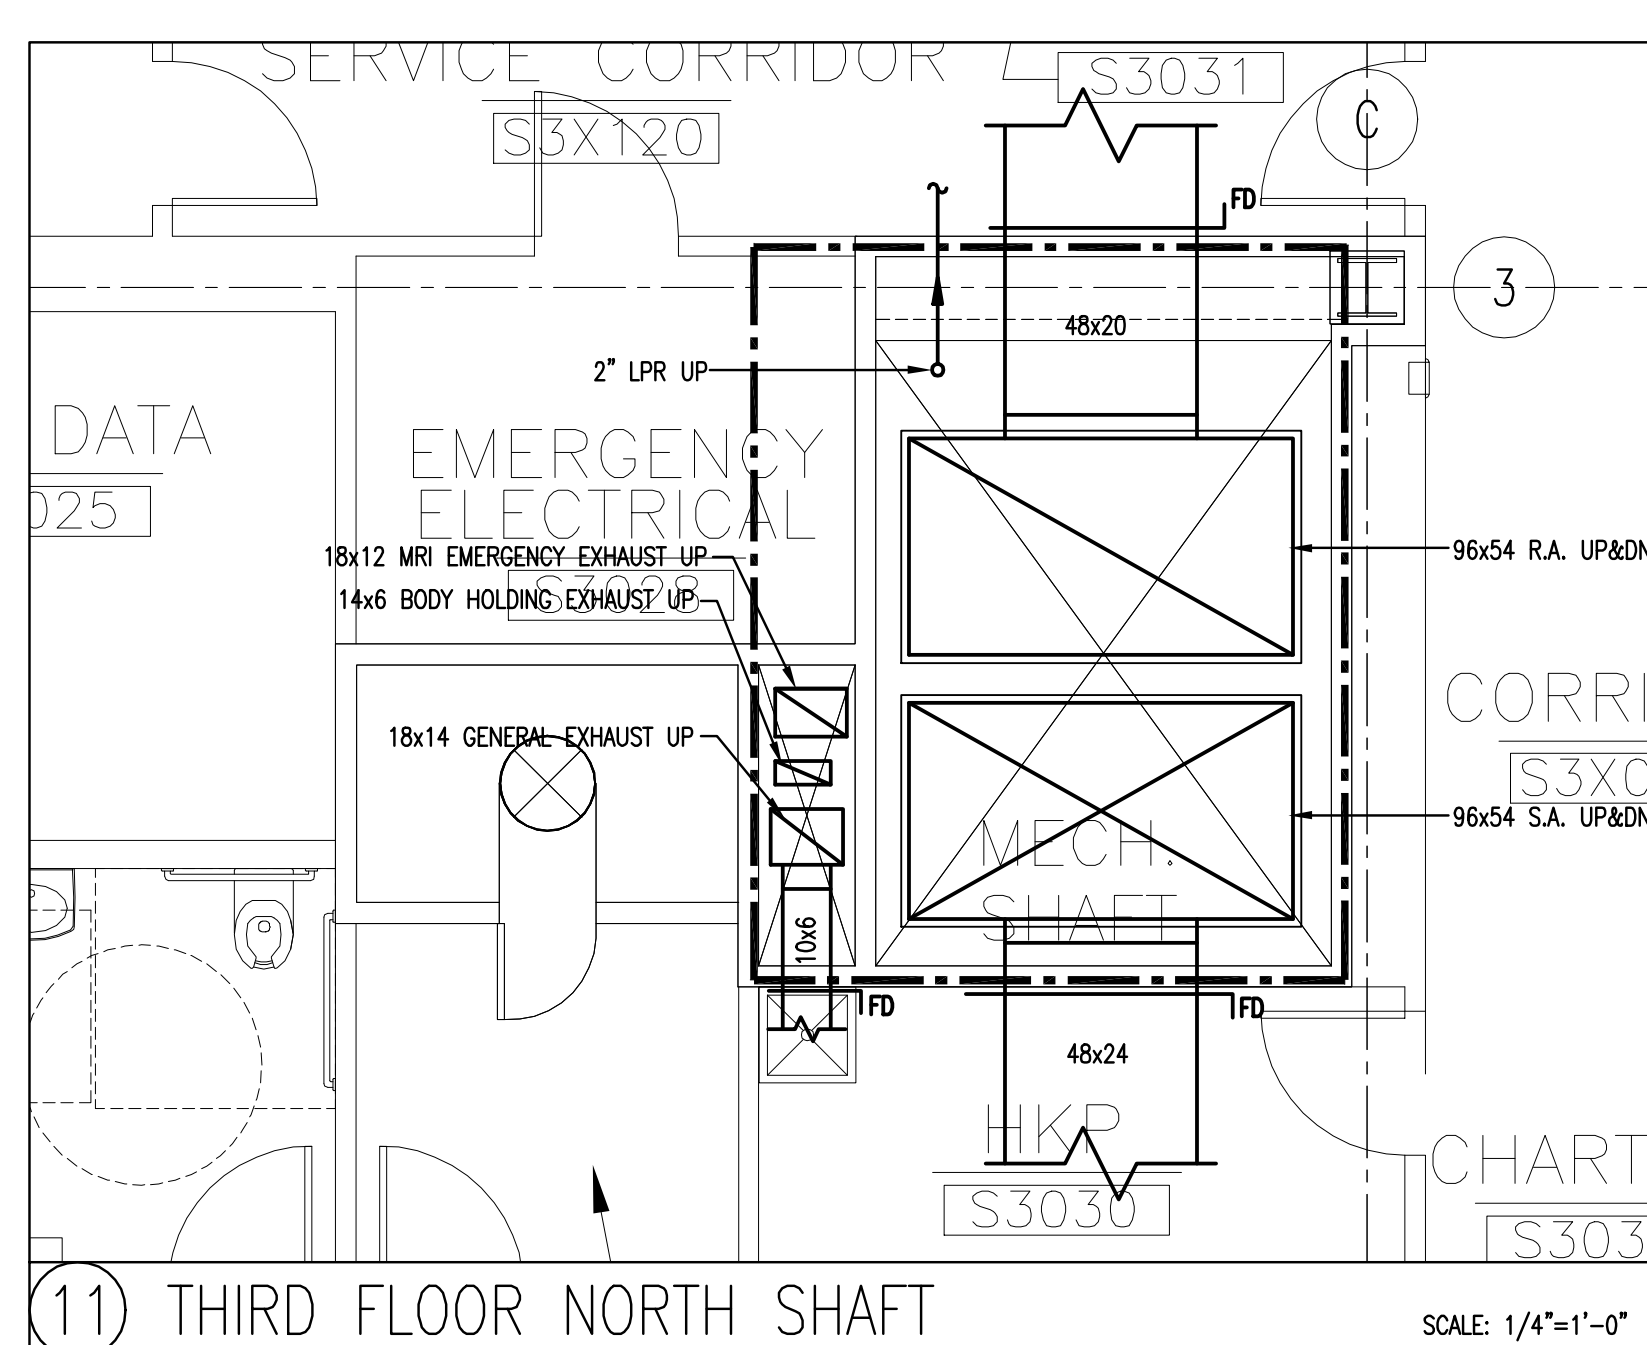 SERVICE CORRIDOR
S3031
S3X120
C
FD
3
48x20
2" LPR UP
DATA
025
EMERGENCY
ELECTRICAL
18x12 MRI EMERGENCY EXHAUST UP
96x54 R.A. UP&DN
S3028
14x6 BODY HOLDING EXHAUST UP
CORRI
18x14 GENERAL EXHAUST UP
S3X0
96x54 S.A. UP&DN
MECH.
SHAFT
10x6
FD
FD
48x24
HKP
S3030
CHART
S303
11 THIRD FLOOR NORTH SHAFT
SCALE: 1/4"=1'-0"